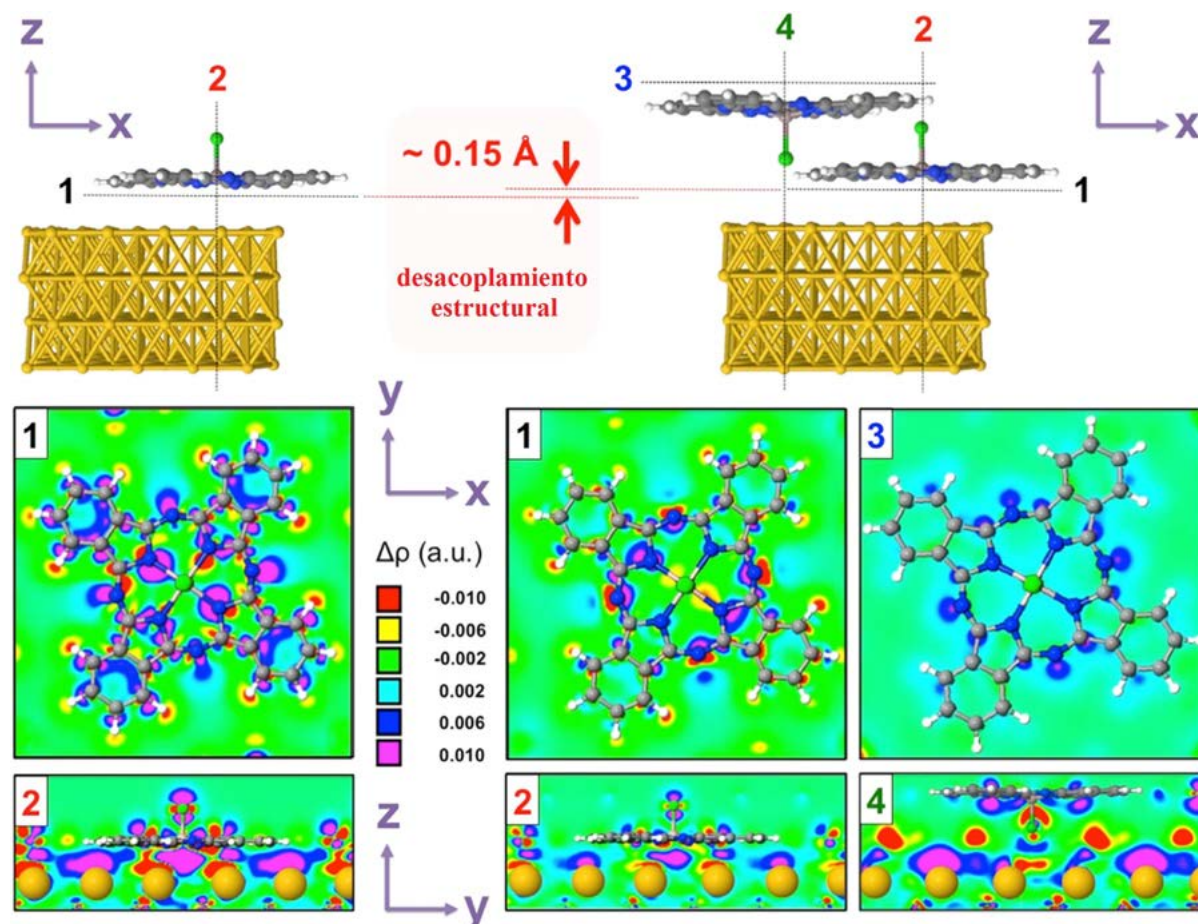 z
x
2
1
~ 0.15 Å
desacoplamiento
estructural
4
2
3
1
z
x
1
y
x
Δρ (a.u.)
-0.010
-0.006
-0.002
0.002
0.006
0.010
1
3
2
z
y
2
4